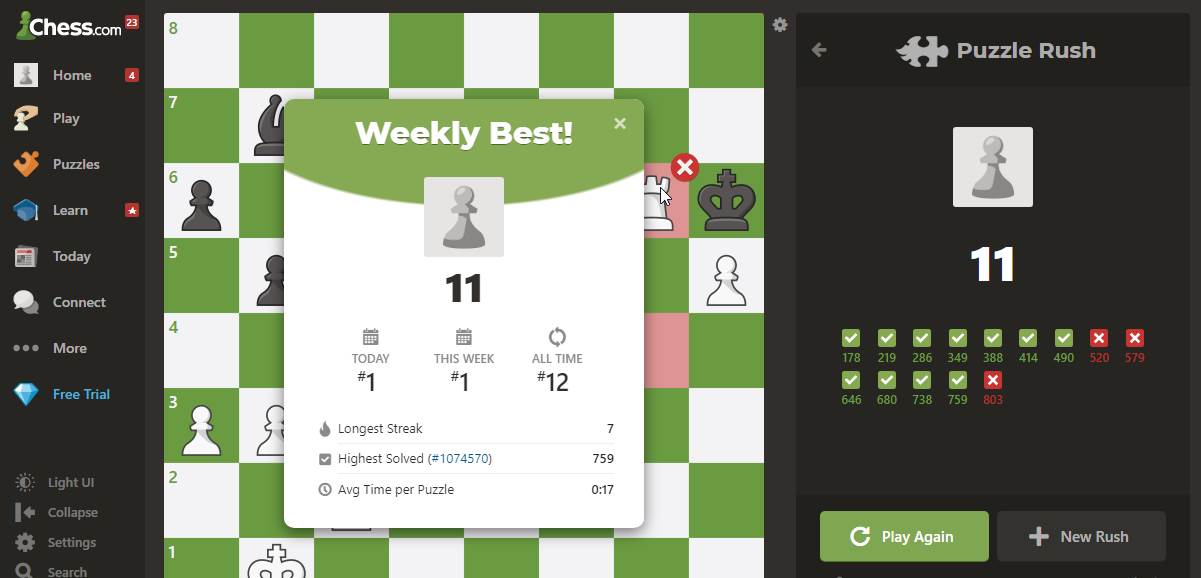 Chess.com
23
Home
4
Play
Puzzles
Learn
Today
Connect
More
Free Trial
Light UI
Collapse
Settings
Search
8
7
6
5
4
3
2
1
Weekly Best!
11
TODAY
#1
THIS WEEK
#1
ALL TIME
#12
Longest Streak 7
Highest Solved (#1074570) 759
Avg Time per Puzzle 0:17
Puzzle Rush
11
178 219 286 349 388 414 490 520 579
646 680 738 759 803
Play Again
New Rush